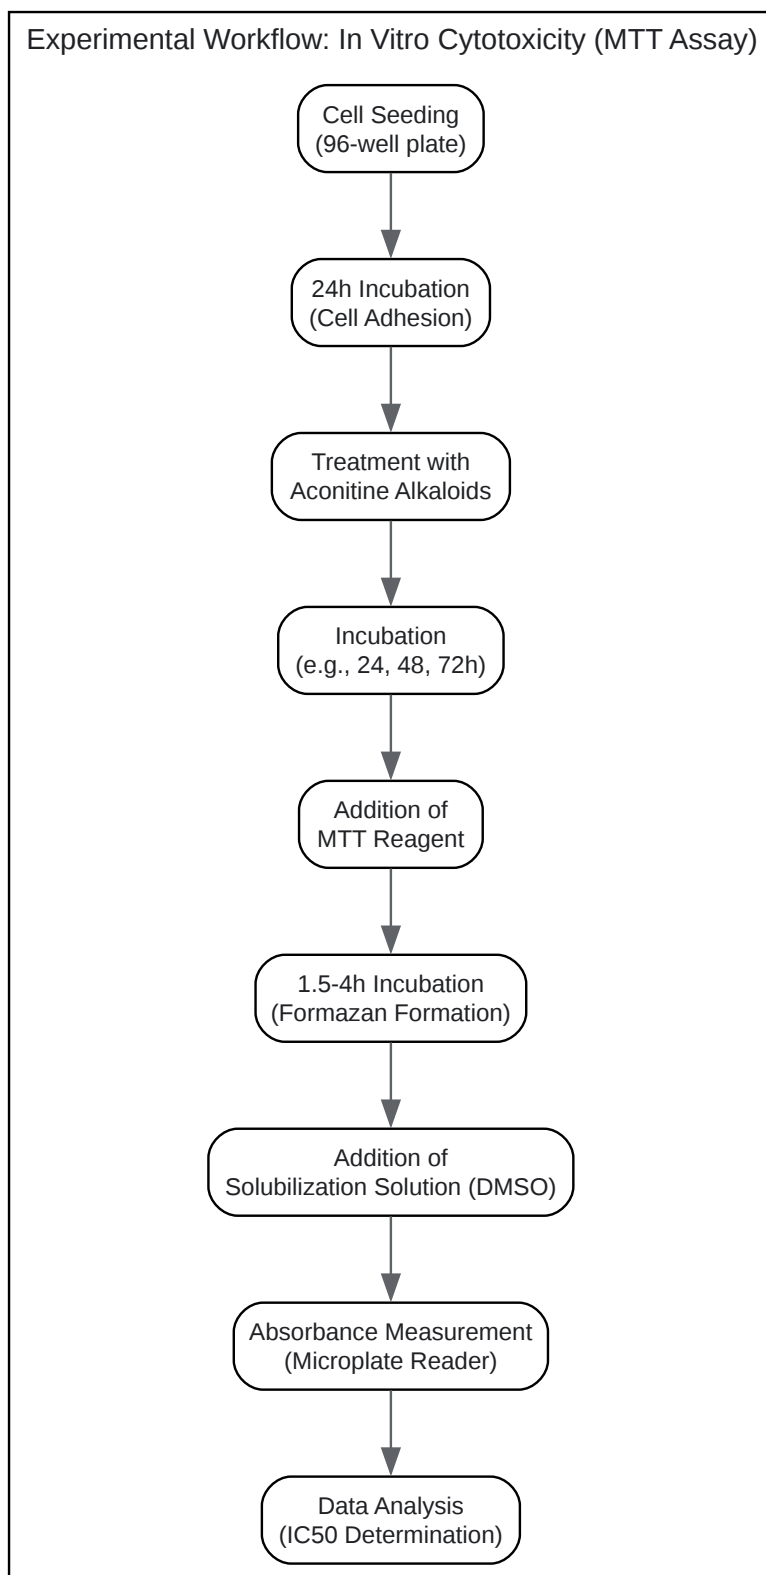 Experimental Workflow: In Vitro Cytotoxicity (MTT Assay)
Cell Seeding
(96-well plate)
24h Incubation
(Cell Adhesion)
Treatment with
Aconitine Alkaloids
Incubation
(e.g., 24, 48, 72h)
Addition of
MTT Reagent
1.5-4h Incubation
(Formazan Formation)
Addition of
Solubilization Solution (DMSO)
Absorbance Measurement
(Microplate Reader)
Data Analysis
(IC50 Determination)